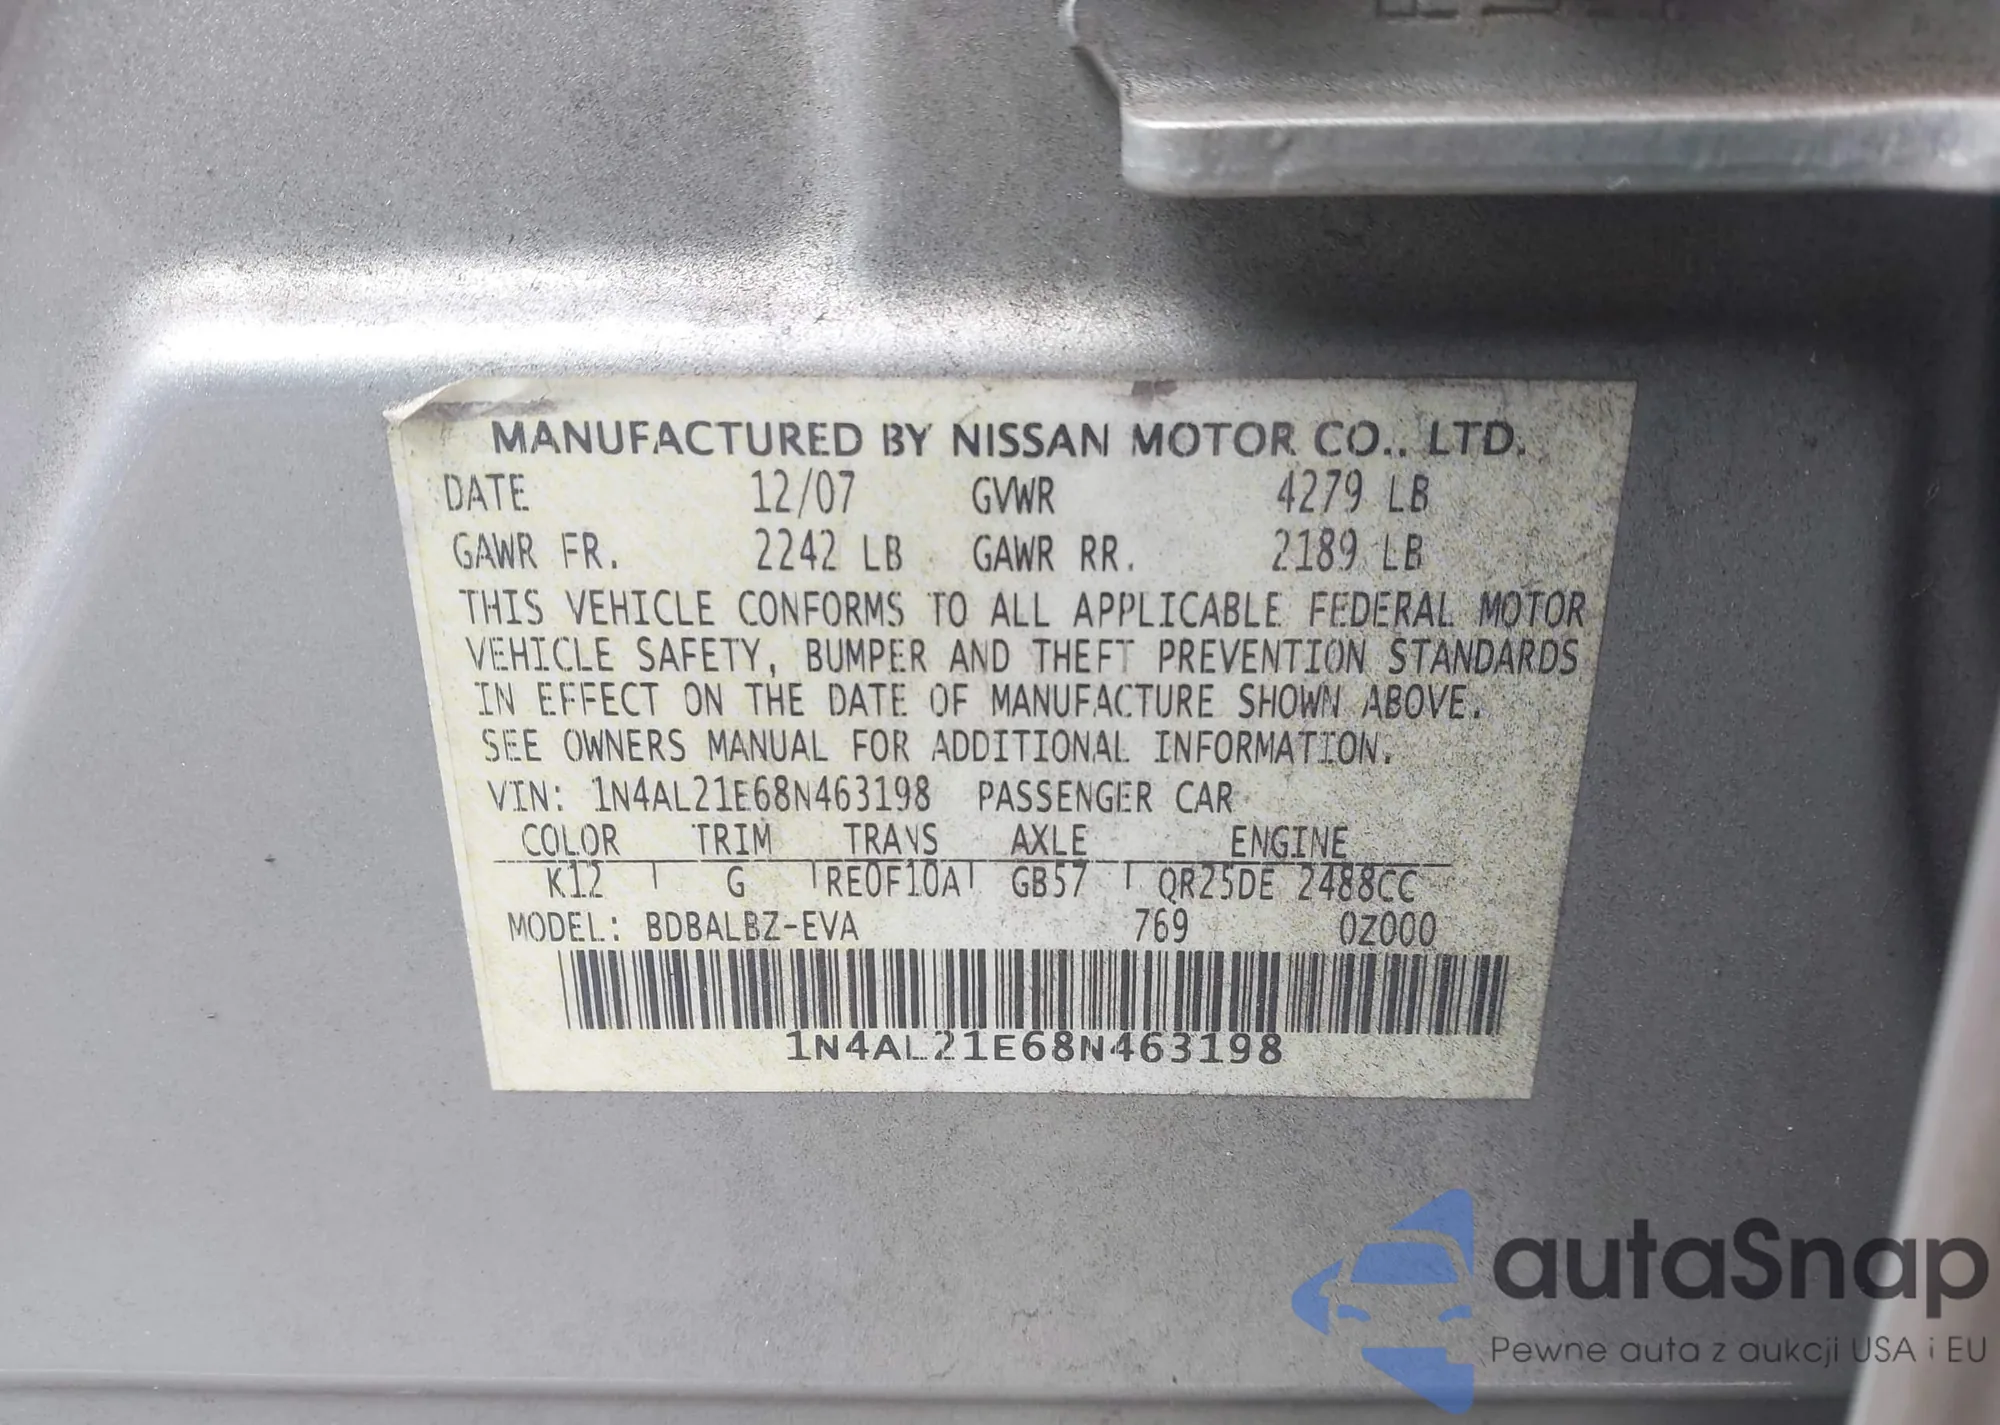 MANUFACTURED BY NISSAN MOTOR CO., LTD.
DATE 12/07 GVWR 4279 LB
GAWR FR. 2242 LB GAWR RR. 2189 LB
THIS VEHICLE CONFORMS TO ALL APPLICABLE FEDERAL MOTOR
VEHICLE SAFETY, BUMPER AND THEFT PREVENTION STANDARDS
IN EFFECT ON THE DATE OF MANUFACTURE SHOWN ABOVE.
SEE OWNERS MANUAL FOR ADDITIONAL INFORMATION.
VIN: 1N4AL21E68N463198 PASSENGER CAR
COLOR TRIM TRANS AXLE ENGINE
K12 G RE0F10A GB57 QR25DE 2488CC
MODEL: BDBALBZ-EVA 769 0Z000
1N4AL21E68N463198
autaSnap
Pewne auta z aukcji USA i EU